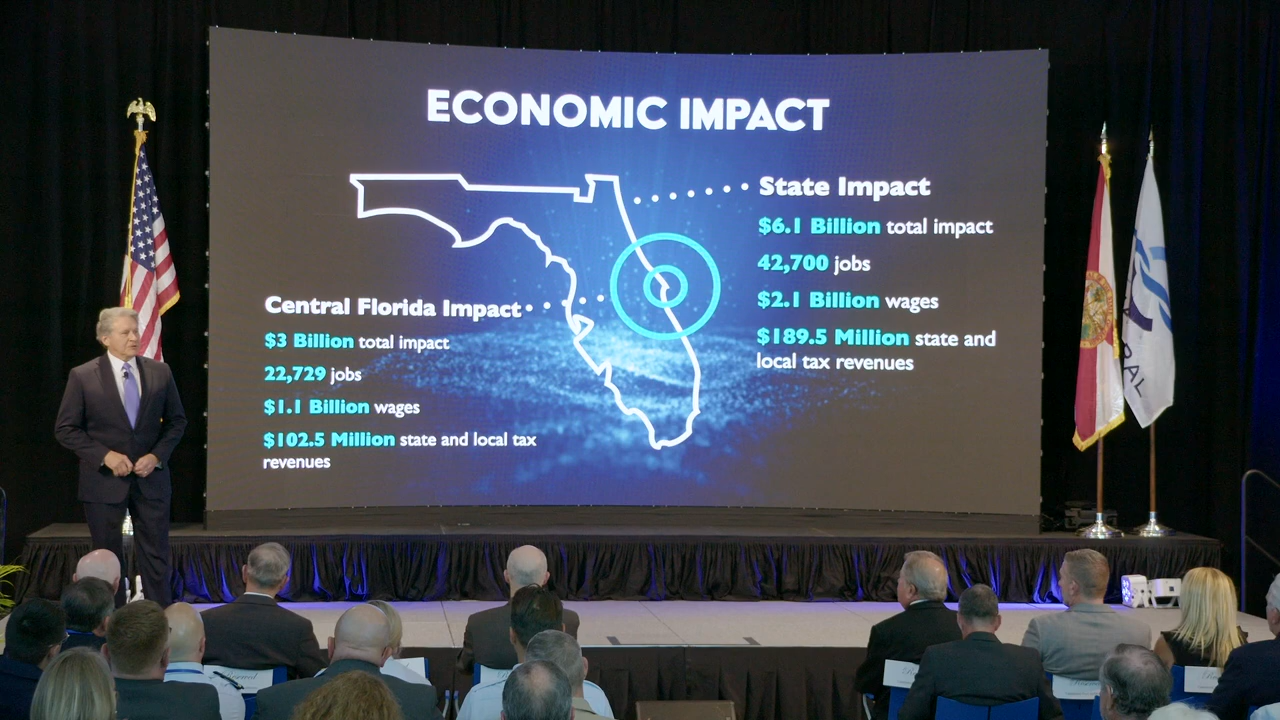 ECONOMIC IMPACT
State Impact
$6.1 Billion total impact
42,700 jobs
$2.1 Billion wages
$189.5 Million state and
local tax revenues
Central Florida Impact
$3 Billion total impact
22,729 jobs
$1.1 Billion wages
$102.5 Million state and local tax
revenues